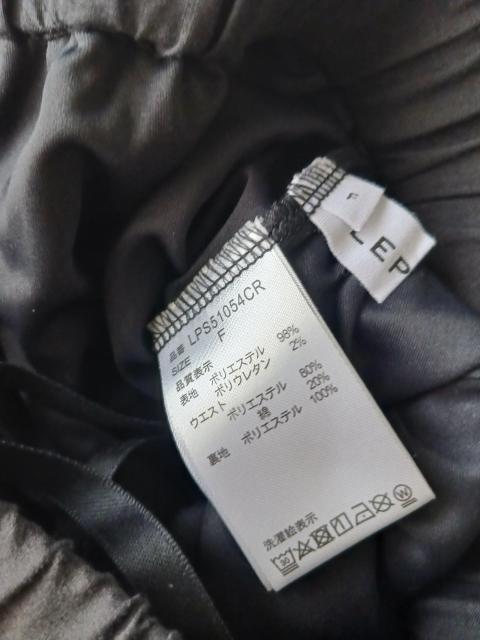 F
LEP
品番 LPS51054CR
SIZE F
品質表示
表地 ポリエステル 98%
ポリウレタン 2%
ウエスト ポリエステル 80%
綿 20%
裏地 ポリエステル 100%
洗濯絵表示
30 W